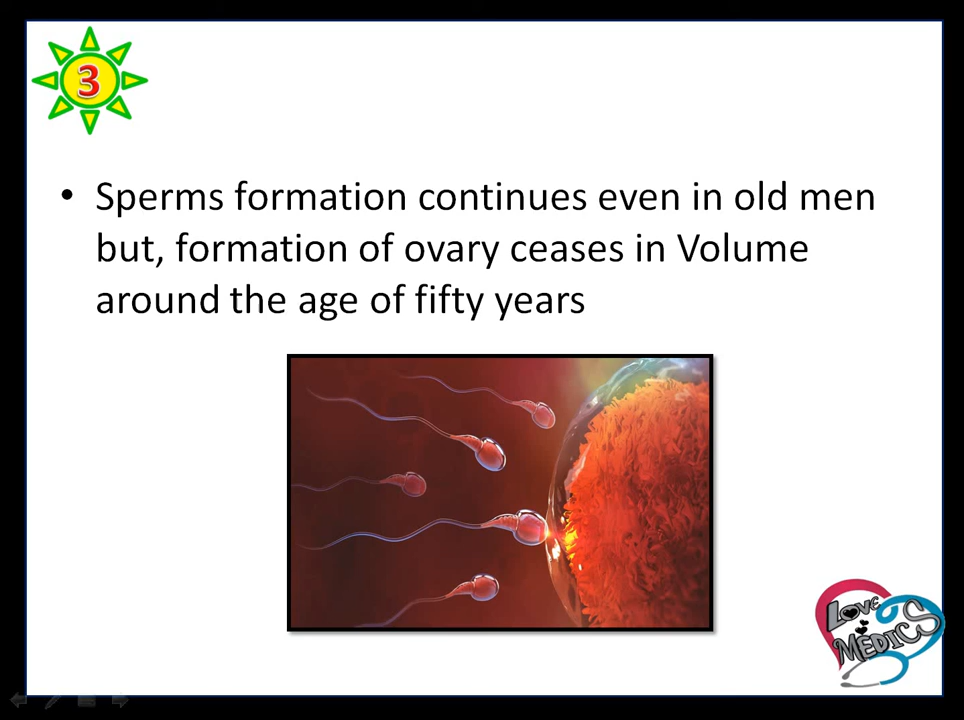 3
• Sperms formation continues even in old men
but, formation of ovary ceases in Volume
around the age of fifty years
LOVE
MEDICS